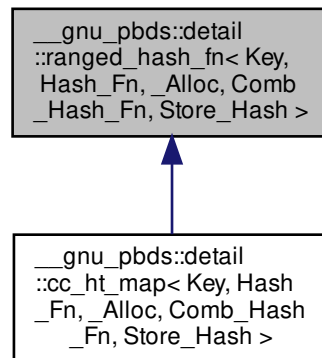 __gnu_pbds::detail
::ranged_hash_fn< Key,
Hash_Fn, _Alloc, Comb
_Hash_Fn, Store_Hash >
__gnu_pbds::detail
::cc_ht_map< Key, Hash
_Fn, _Alloc, Comb_Hash
_Fn, Store_Hash >